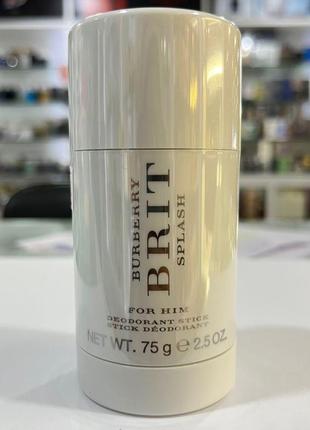 BURBERRY
BRIT
SPLASH
FOR HIM
DEODORANT STICK
STICK DÉODORANT
NET WT. 75 g ℮ 2.5 OZ.